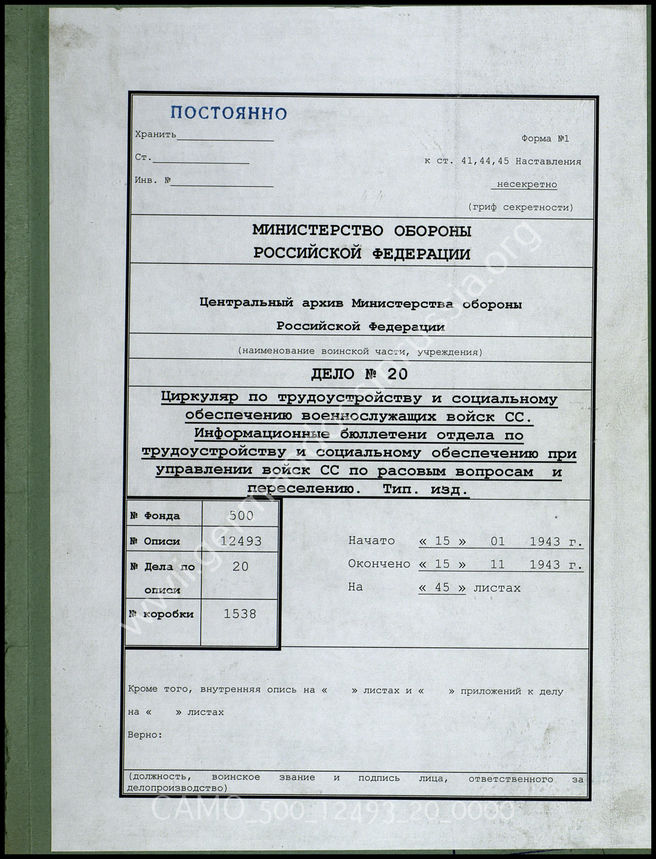 ПОСТОЯННО
Хранить
Форма №1
Ст.
к ст. 41,44,45 Наставления
Инв. №
несекретно
(гриф секретности)
МИНИСТЕРСТВО ОБОРОНЫ
РОССИЙСКОЙ ФЕДЕРАЦИИ
Центральный архив Министерства обороны
Российской Федерации
(наименование воинской части, учреждения)
ДЕЛО № 20
Циркуляр по трудоустройству и социальному
обеспечению военнослужащих войск СС.
Информационные бюллетени отдела по
трудоустройству и социальному обеспечению при
управлении войск СС по расовым вопросам и
переселению. Тип. изд.
№ Фонда 500
№ Описи 12493
№ Дела по 20
описи
№ коробки 1538
Начато « 15 » 01 1943 г.
Окончено « 15 » 11 1943 г.
На « 45 » листах
Кроме того, внутренняя опись на « » листах и « » приложений к делу
на « » листах
Верно:
(должность, воинское звание и подпись лица, ответственного за
делопроизводство)
CAMO_500_12493_20_0000